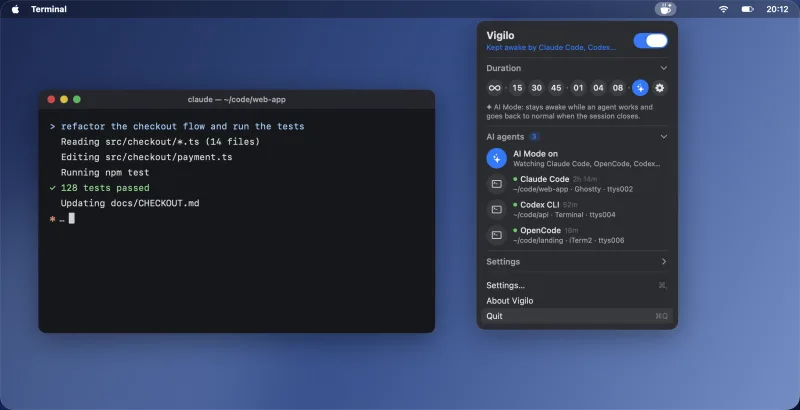 Terminal
20:12
claude — ~/code/web-app
> refactor the checkout flow and run the tests
Reading src/checkout/*.ts (14 files)
Editing src/checkout/payment.ts
Running npm test
✓ 128 tests passed
Updating docs/CHECKOUT.md
* …
Vigilo
Kept awake by Claude Code, Codex…
Duration
∞ · 15 30 45 · 01 04 08 ·
AI Mode: stays awake while an agent works and
goes back to normal when the session closes.
AI agents 3
AI Mode on
Watching Claude Code, OpenCode, Codex…
Claude Code 2h 14m
~/code/web-app · Ghostty · ttys002
Codex CLI 52m
~/code/api · Terminal · ttys004
OpenCode 19m
~/code/landing · iTerm2 · ttys006
Settings
Settings… ⌘,
About Vigilo
Quit ⌘Q